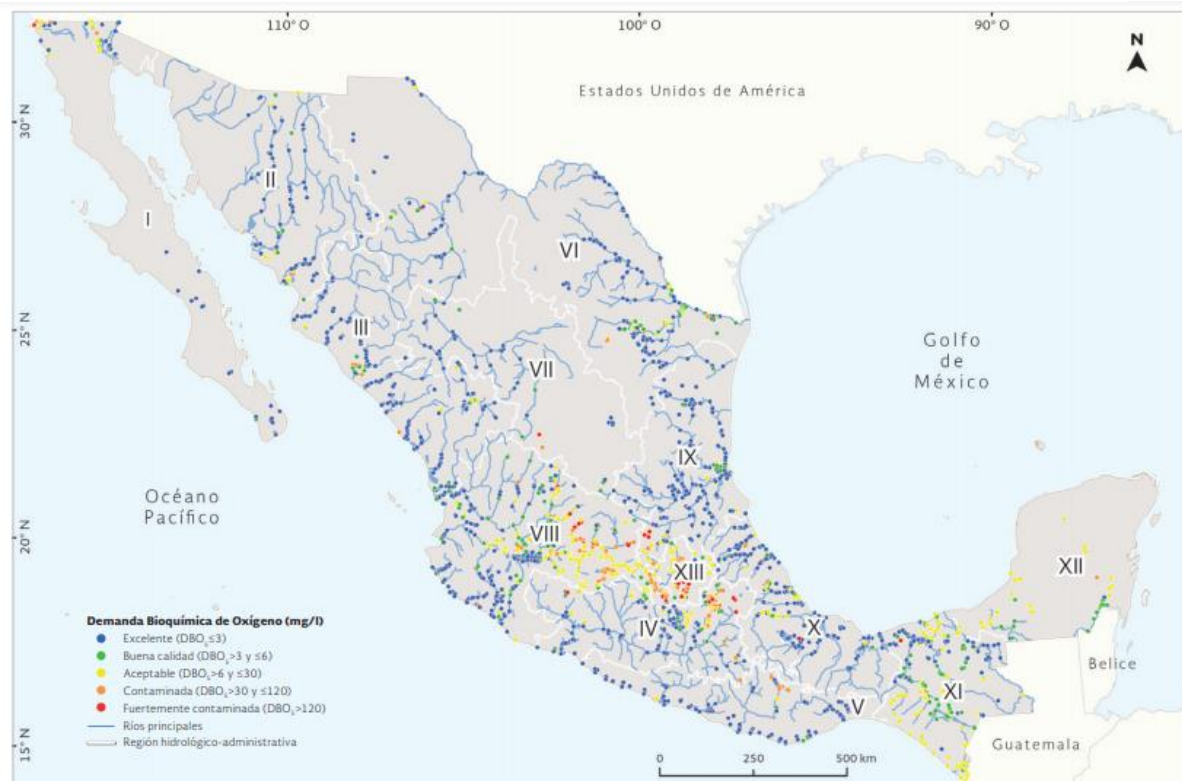 110° O
100° O
90° O
N
Estados Unidos de América
30° N
II
I
VI
25° N
III
VII
Golfo
de
México
IX
Océano
Pacífico
20° N
VIII
XII
XIII
Demanda Bioquímica de Oxígeno (mg/l)
Excelente (DBO₅≤3)
Buena calidad (DBO₅>3 y ≤6)
Aceptable (DBO₅>6 y ≤30)
Contaminada (DBO₅>30 y ≤120)
Fuertemente contaminada (DBO₅>120)
Ríos principales
Región hidrológico-administrativa
IV
X
Belice
XI
V
Guatemala
15° N
0
250
500 km